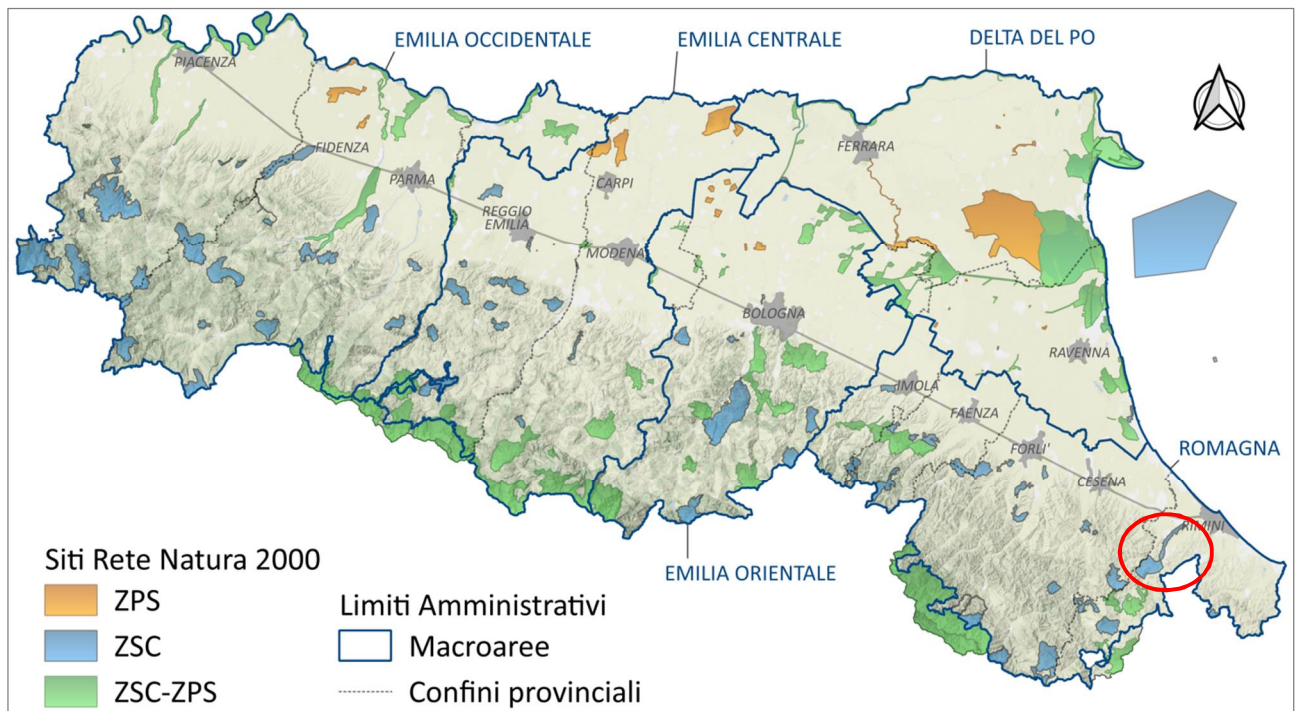 EMILIA OCCIDENTALE
EMILIA CENTRALE
DELTA DEL PO
PIACENZA
FIDENZA
PARMA
REGGIO
EMILIA
CARPI
MODENA
FERRARA
BOLOGNA
RAVENNA
IMOLA
FAENZA
FORLI'
CESENA
ROMAGNA
RIMINI
EMILIA ORIENTALE
Siti Rete Natura 2000
ZPS
ZSC
ZSC-ZPS
Limiti Amministrativi
Macroaree
Confini provinciali